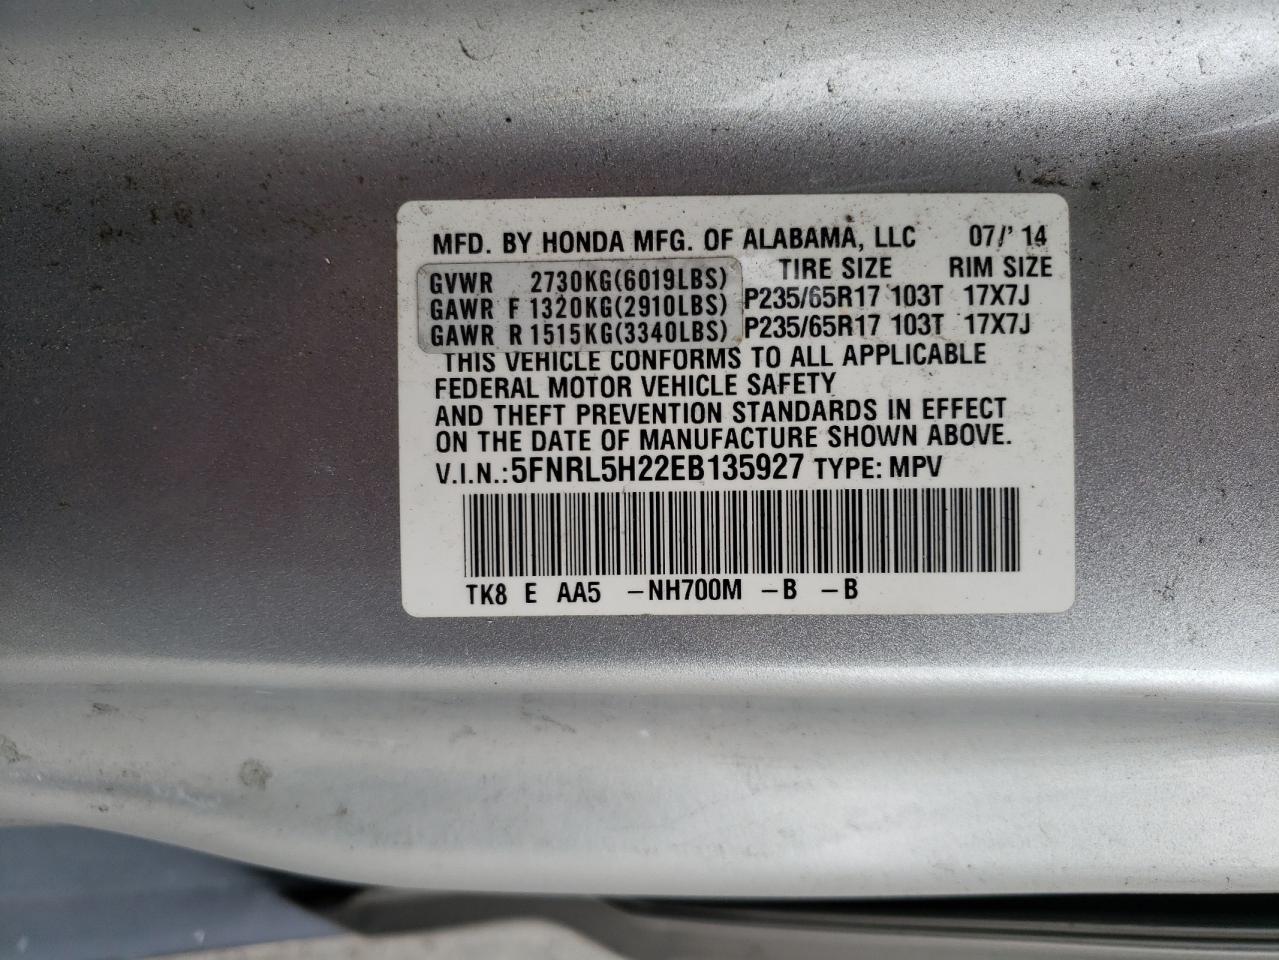 MFD. BY HONDA MFG. OF ALABAMA, LLC 07/' 14
GVWR 2730KG(6019LBS) TIRE SIZE RIM SIZE
GAWR F 1320KG(2910LBS) P235/65R17 103T 17X7J
GAWR R 1515KG(3340LBS) P235/65R17 103T 17X7J
THIS VEHICLE CONFORMS TO ALL APPLICABLE
FEDERAL MOTOR VEHICLE SAFETY
AND THEFT PREVENTION STANDARDS IN EFFECT
ON THE DATE OF MANUFACTURE SHOWN ABOVE.
V.I.N.: 5FNRL5H22EB135927 TYPE: MPV
TK8 E AA5 -NH700M -B -B